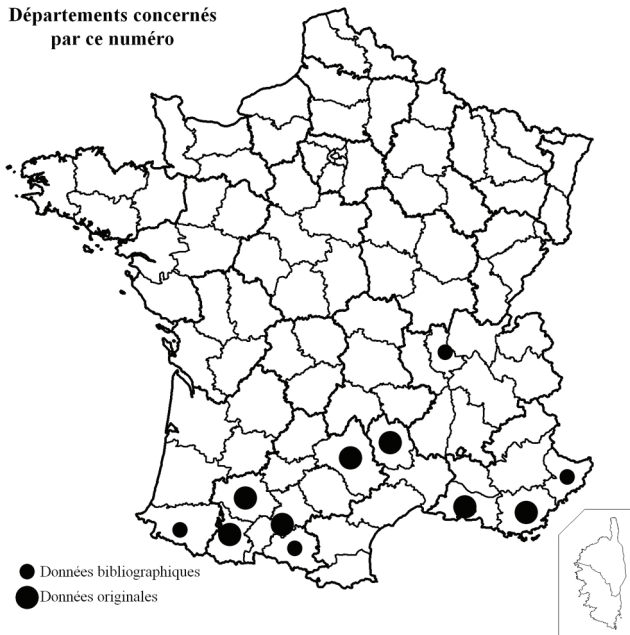 Départements concernés
par ce numéro
Données bibliographiques
Données originales